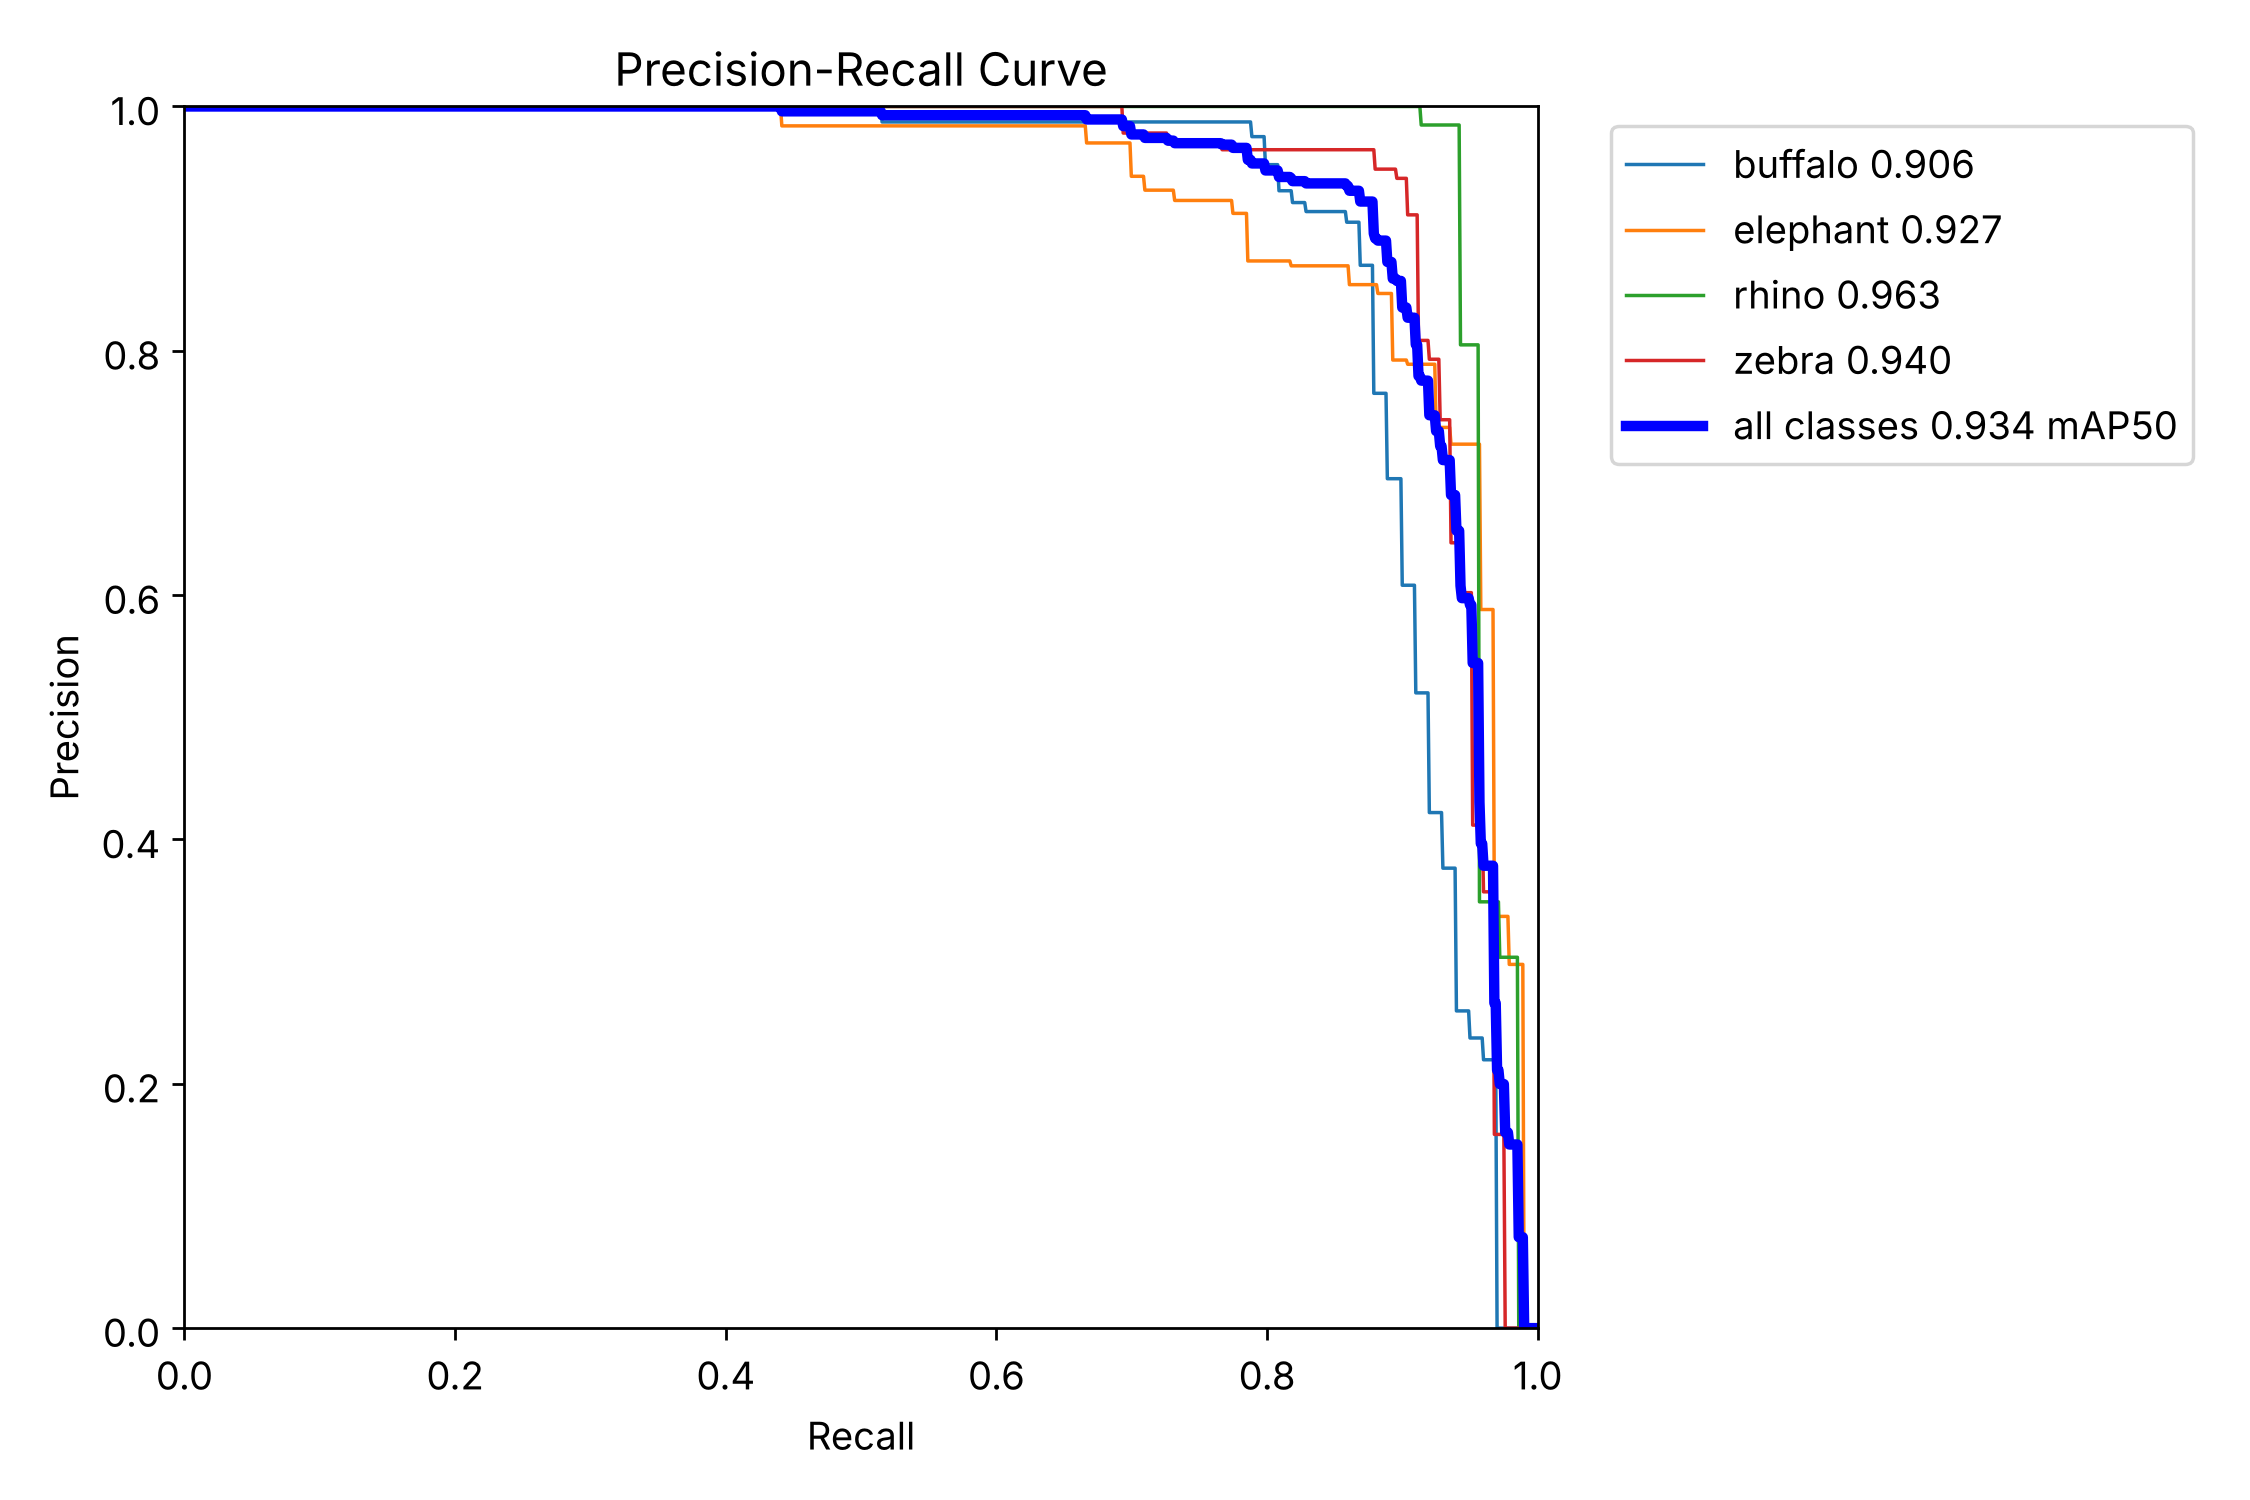 Precision-Recall Curve
1.0
0.8
0.6
0.4
0.2
0.0
Precision
0.0 0.2 0.4 0.6 0.8 1.0
Recall
buffalo 0.906
elephant 0.927
rhino 0.963
zebra 0.940
all classes 0.934 mAP50